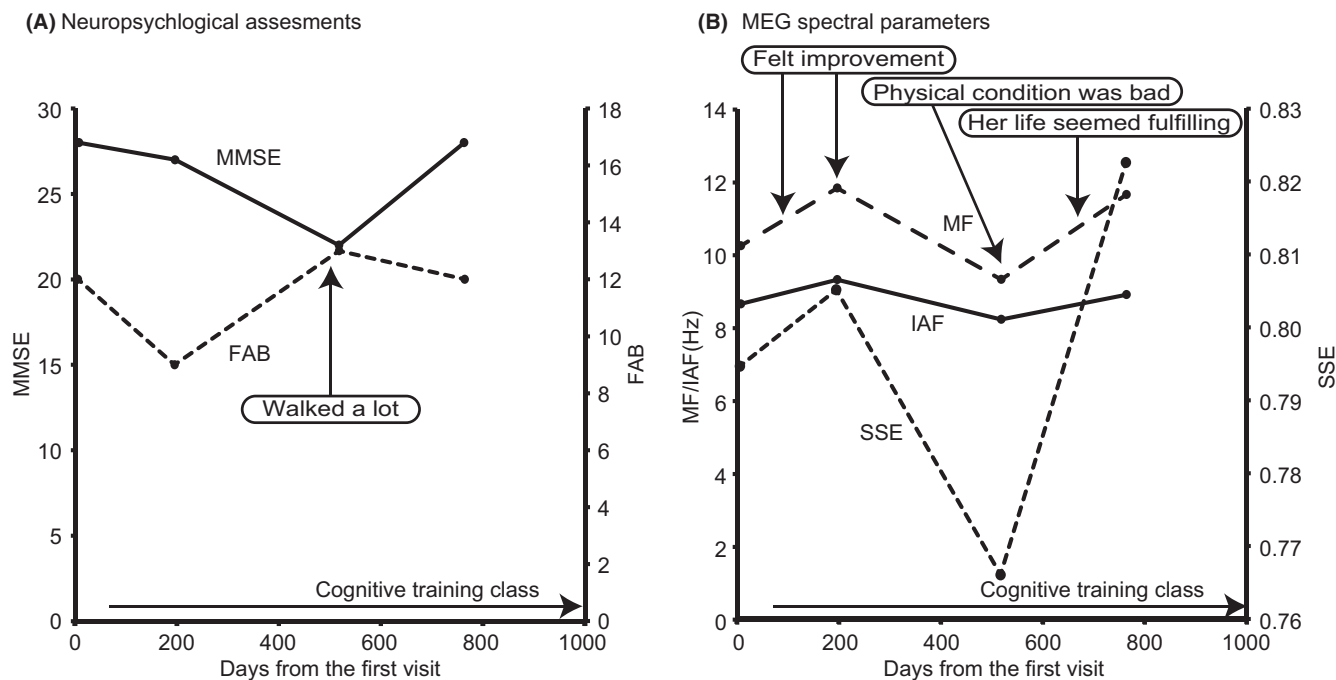 (A) Neuropsychlogical assesments
30
25
20
15
10
5
0
MMSE
18
16
14
12
10
8
6
4
2
0
FAB
MMSE
FAB
Walked a lot
Cognitive training class
0 200 400 600 800 1000
Days from the first visit
(B) MEG spectral parameters
Felt improvement
Physical condition was bad
Her life seemed fulfilling
14
12
10
8
6
4
2
0
MF/IAF(Hz)
0.83
0.82
0.81
0.80
0.79
0.78
0.77
0.76
SSE
MF
IAF
SSE
Cognitive training class
0 200 400 600 800 1000
Days from the first visit